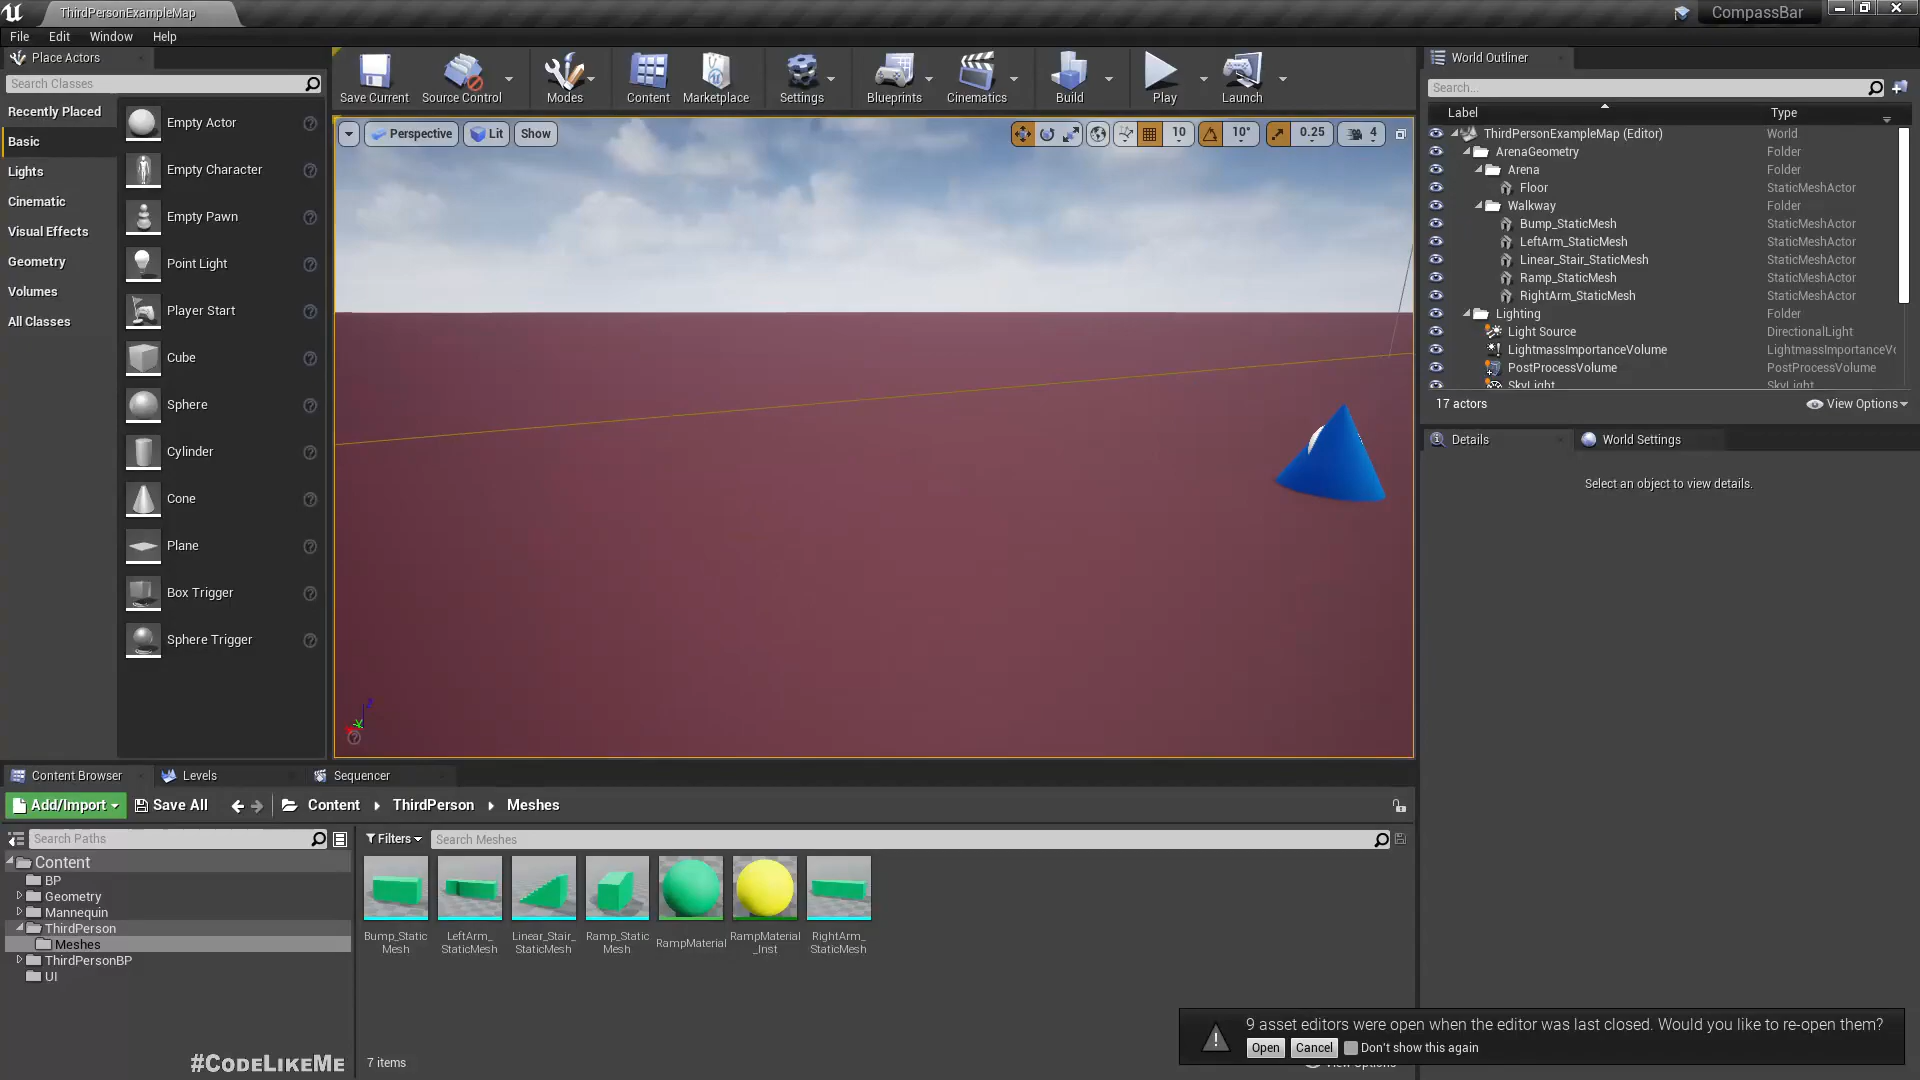 ThirdPersonExampleMap
CompassBar
File Edit Window Help
Place Actors
Search Classes
Recently Placed
Basic
Lights
Cinematic
Visual Effects
Geometry
Volumes
All Classes
Empty Actor
Empty Character
Empty Pawn
Point Light
Player Start
Cube
Sphere
Cylinder
Cone
Plane
Box Trigger
Sphere Trigger
Save Current Source Control Modes Content Marketplace Settings Blueprints Cinematics Build Play Launch
Perspective Lit Show 10 10° 0.25 4
World Outliner
Search...
Label Type
ThirdPersonExampleMap (Editor) World
ArenaGeometry Folder
Arena Folder
Floor StaticMeshActor
Walkway Folder
Bump_StaticMesh StaticMeshActor
LeftArm_StaticMesh StaticMeshActor
Linear_Stair_StaticMesh StaticMeshActor
Ramp_StaticMesh StaticMeshActor
RightArm_StaticMesh StaticMeshActor
Lighting Folder
Light Source DirectionalLight
LightmassImportanceVolume LightmassImportanceVo
PostProcessVolume PostProcessVolume
SkyLight SkyLight
17 actors View Options
Details World Settings
Select an object to view details.
Content Browser Levels Sequencer
Add/Import Save All Content ThirdPerson Meshes
Search Paths
Filters Search Meshes
Content
BP
Geometry
Mannequin
ThirdPerson
Meshes
ThirdPersonBP
UI
Bump_Static
Mesh
LeftArm_
StaticMesh
Linear_Stair_
StaticMesh
Ramp_Static
Mesh
RampMaterial
RampMaterial
_Inst
RightArm_
StaticMesh
7 items
View Options
#CodeLikeMe
9 asset editors were open when the editor was last closed. Would you like to re-open them?
Open Cancel Don't show this again